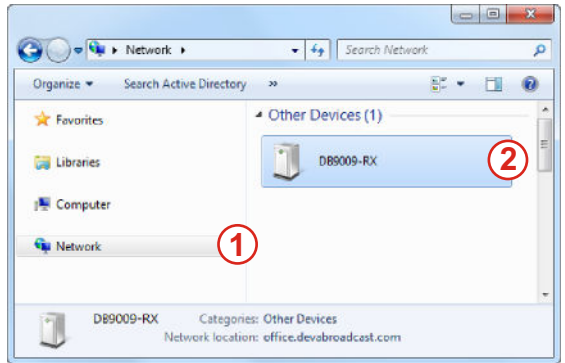 Network
Search Network
Organize
Search Active Directory
»
Favorites
Other Devices (1)
Libraries
DB9009-RX
2
Computer
Network
1
DB9009-RX
Categories: Other Devices
Network location: office.devabroadcast.com